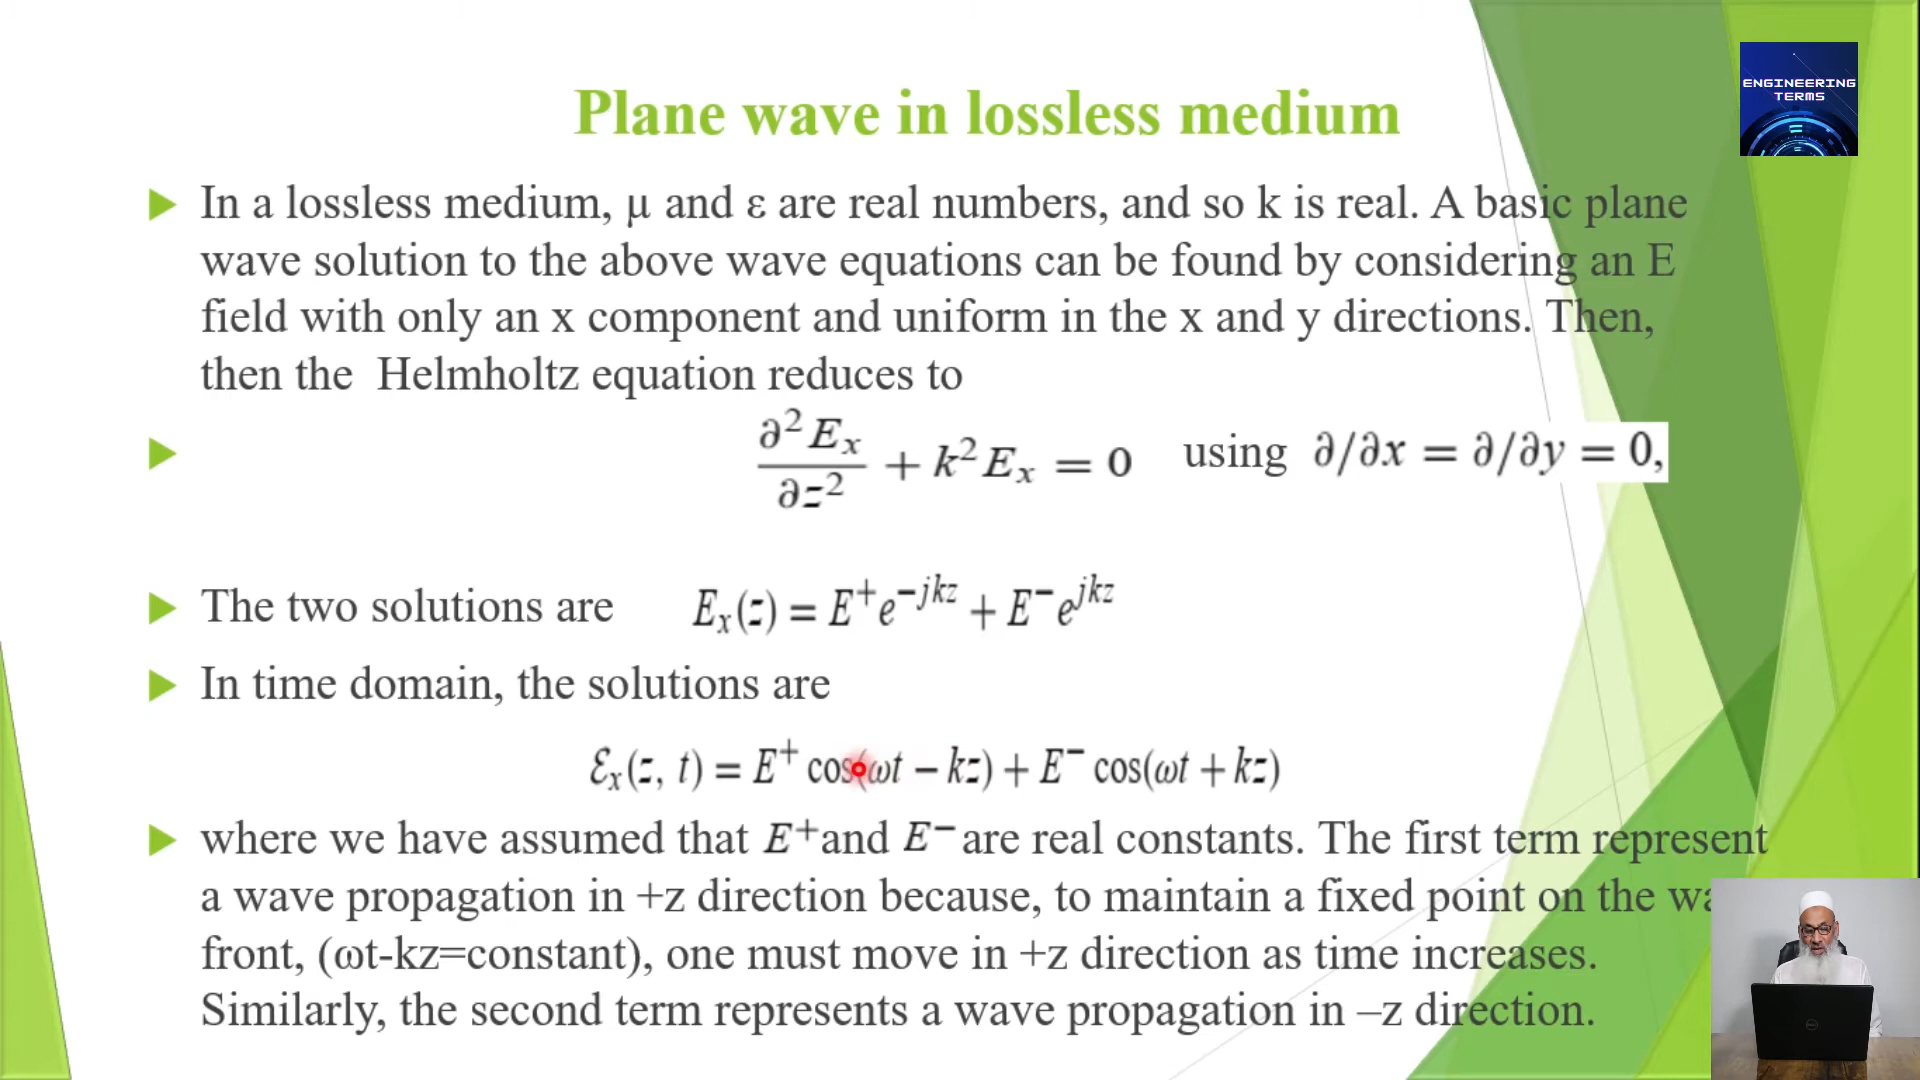 ENGINEERING
TERMS
Plane wave in lossless medium
In a lossless medium, μ and ε are real numbers, and so k is real. A basic plane
wave solution to the above wave equations can be found by considering an E
field with only an x component and uniform in the x and y directions. Then,
then the Helmholtz equation reduces to
∂²Eₓ/∂z² + k²Eₓ = 0 using ∂/∂x = ∂/∂y = 0,
The two solutions are Eₓ(z) = E⁺e^{−jkz} + E⁻e^{jkz}
In time domain, the solutions are
ℰₓ(z, t) = E⁺ cos(ωt − kz) + E⁻ cos(ωt + kz)
where we have assumed that E⁺ and E⁻ are real constants. The first term represent
a wave propagation in +z direction because, to maintain a fixed point on the
front, (ωt-kz=constant), one must move in +z direction as time increases.
Similarly, the second term represents a wave propagation in –z direction.